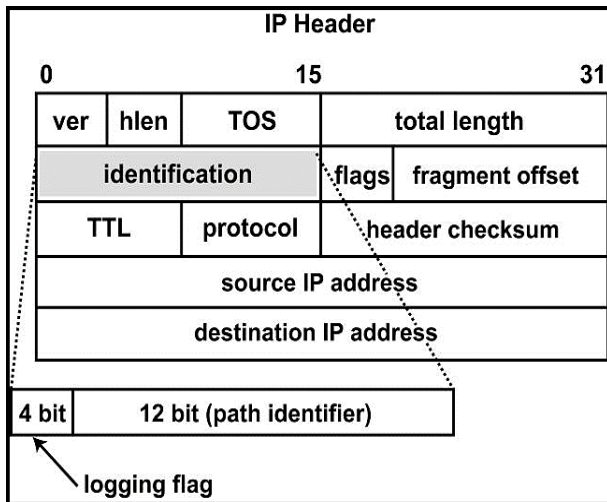 IP Header
0 15 31
ver hlen TOS total length
identification flags fragment offset
TTL protocol header checksum
source IP address
destination IP address
4 bit 12 bit (path identifier)
logging flag